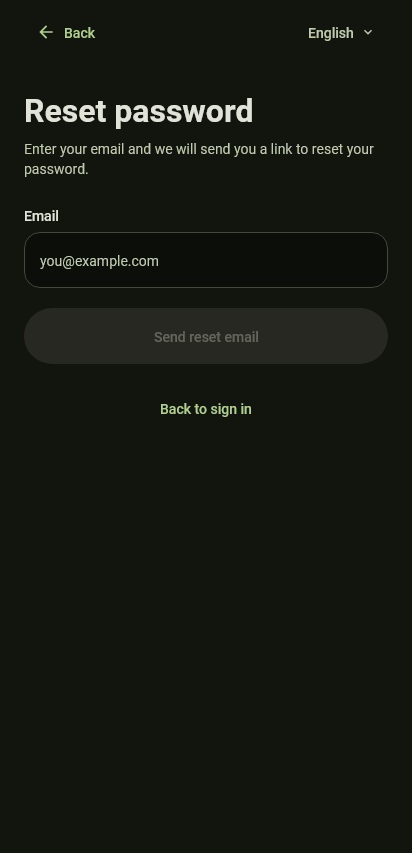 Back
English
Reset password
Enter your email and we will send you a link to reset your
password.
Email
you@example.com
Send reset email
Back to sign in